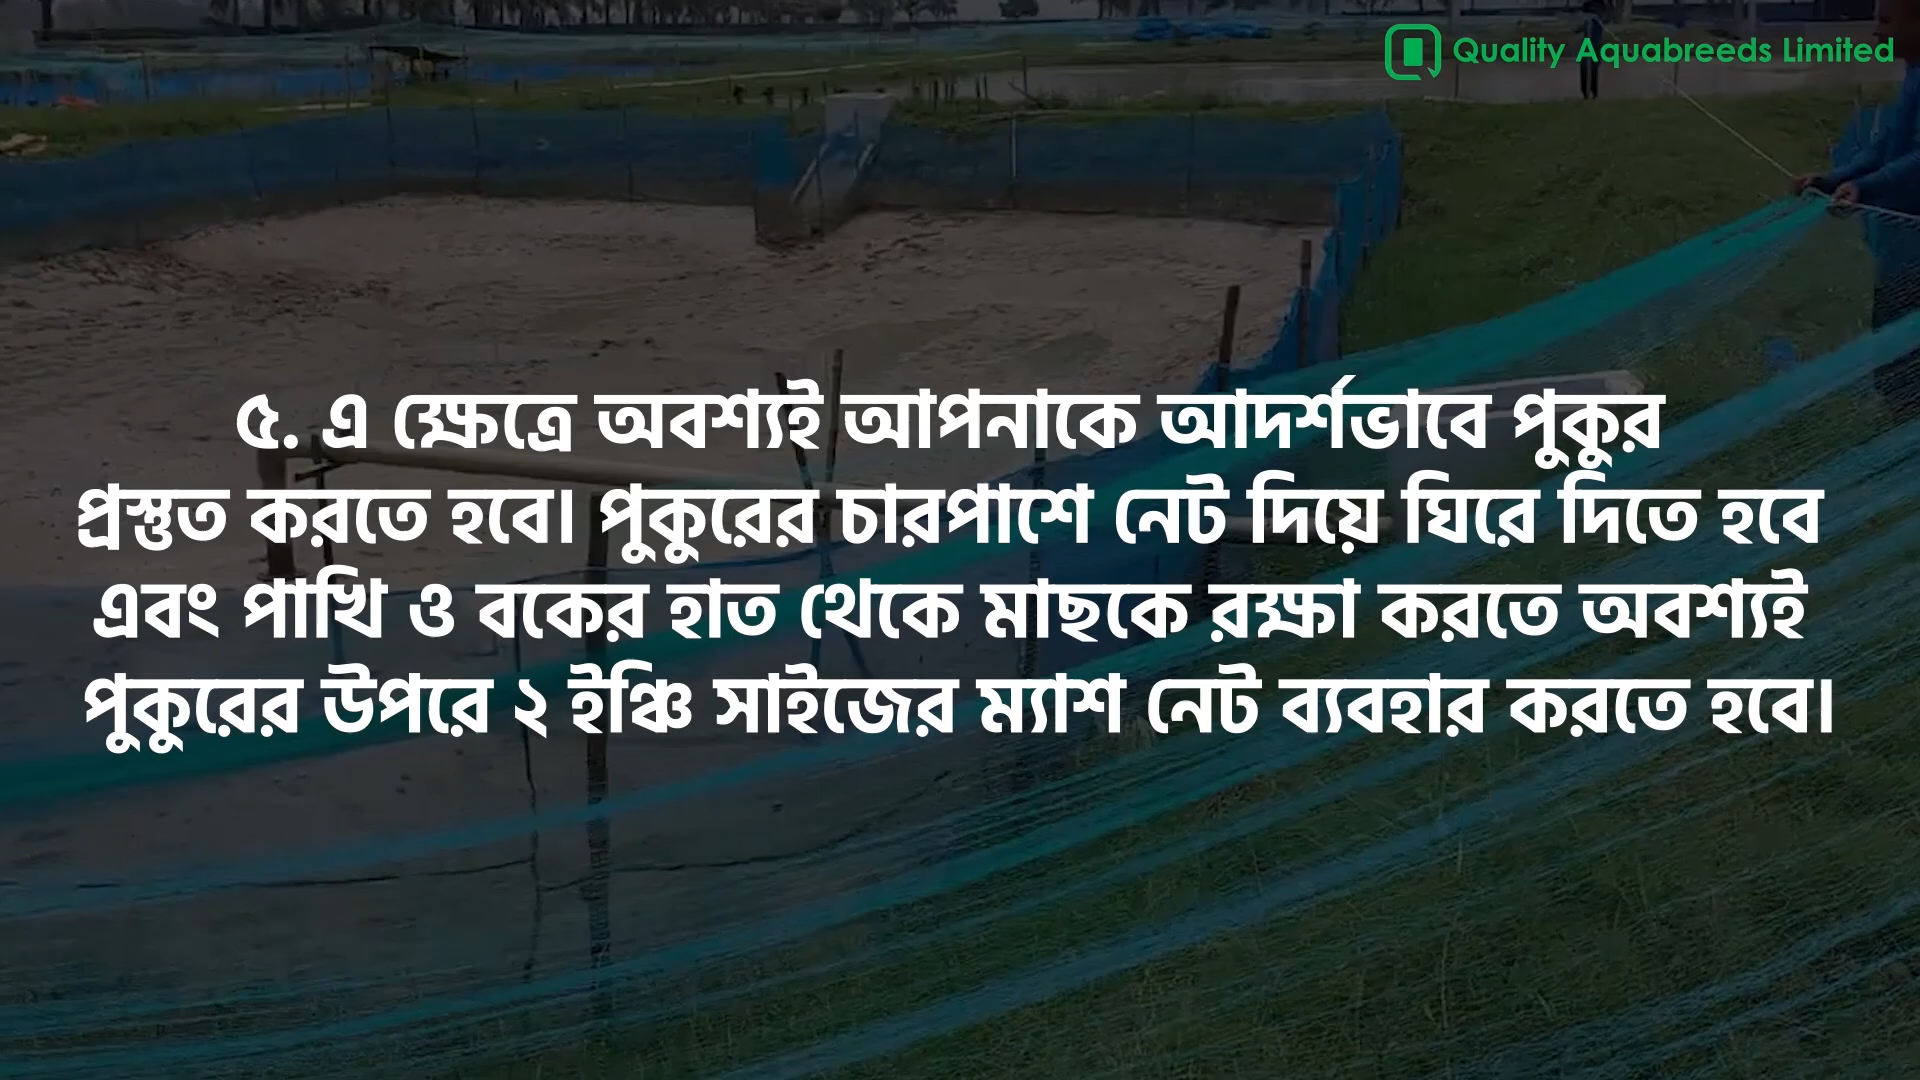 Quality Aquabreeds Limited
৫. এ ক্ষেত্রে অবশ্যই আপনাকে আদর্শভাবে পুকুর
প্রস্তুত করতে হবে। পুকুরের চারপাশে নেট দিয়ে ঘিরে দিতে হবে
এবং পাখি ও বকের হাত থেকে মাছকে রক্ষা করতে অবশ্যই
পুকুরের উপরে ২ ইঞ্চি সাইজের ম্যাশ নেট ব্যবহার করতে হবে।